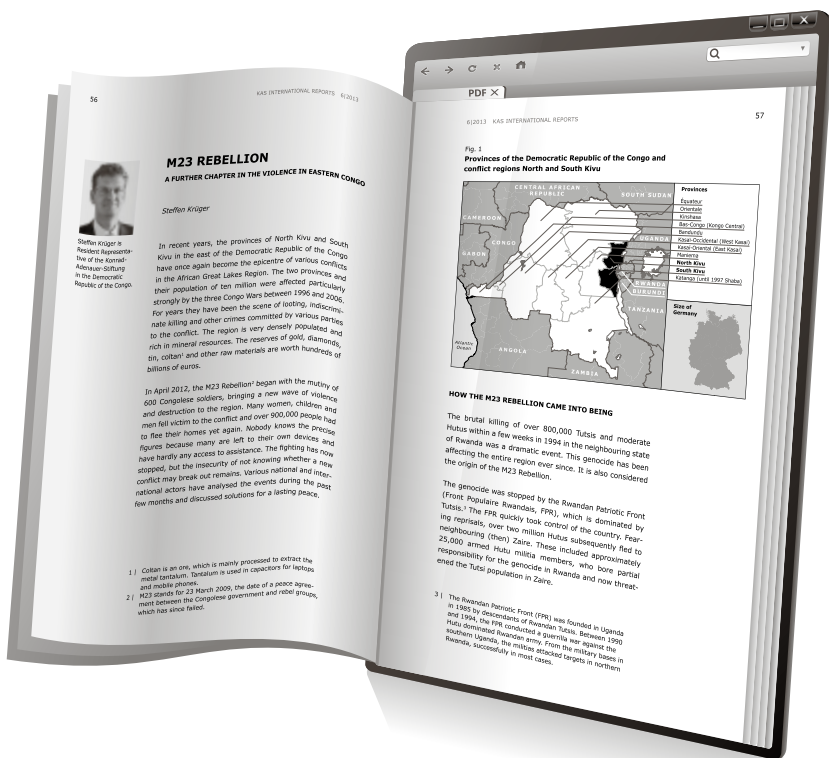 56
KAS INTERNATIONAL REPORTS 6|2013
M23 REBELLION
A FURTHER CHAPTER IN THE VIOLENCE IN EASTERN CONGO
Steffen Krüger
Steffen Krüger is
Resident Representa-
tive of the Konrad-
Adenauer-Stiftung
in the Democratic
Republic of the Congo.
In recent years, the provinces of North Kivu and South
Kivu in the east of the Democratic Republic of the Congo
have once again become the epicentre of various conflicts
in the African Great Lakes Region. The two provinces and
their population of ten million were affected particularly
strongly by the three Congo Wars between 1996 and 2006.
For years they have been the scene of looting, indiscrimi-
nate killing and other crimes committed by various parties
to the conflict. The region is very densely populated and
rich in mineral resources. The reserves of gold, diamonds,
tin, coltan¹ and other raw materials are worth hundreds of
billions of euros.
In April 2012, the M23 Rebellion² began with the mutiny of
600 Congolese soldiers, bringing a new wave of violence
and destruction to the region. Many women, children and
men fell victim to the conflict and over 900,000 people had
to flee their homes yet again. Nobody knows the precise
figures because many are left to their own devices and
have hardly any access to assistance. The fighting has now
stopped, but the insecurity of not knowing whether a new
conflict may break out remains. Various national and inter-
national actors have analysed the events during the past
few months and discussed solutions for a lasting peace.
1 | Coltan is an ore, which is mainly processed to extract the
metal tantalum. Tantalum is used in capacitors for laptops
and mobile phones.
2 | M23 stands for 23 March 2009, the date of a peace agree-
ment between the Congolese government and rebel groups,
which has since failed.
PDF
6|2013 KAS INTERNATIONAL REPORTS
57
Fig. 1
Provinces of the Democratic Republic of the Congo and
conflict regions North and South Kivu
CENTRAL AFRICAN
REPUBLIC
SOUTH SUDAN
CAMEROON
CONGO
GABON
UGANDA
RWANDA
BURUNDI
TANZANIA
Atlantic
Ocean
ANGOLA
ZAMBIA
Provinces
Équateur
Orientale
Kinshase
Bas-Congo (Kongo Central)
Bandundu
Kasai-Occidental (West Kasai)
Kasai-Oriental (East Kasai)
Maniema
North Kivu
South Kivu
Katanga (until 1997 Shaba)
Size of
Germany
HOW THE M23 REBELLION CAME INTO BEING
The brutal killing of over 800,000 Tutsis and moderate
Hutus within a few weeks in 1994 in the neighbouring state
of Rwanda was a dramatic event. This genocide has been
affecting the entire region ever since. It is also considered
the origin of the M23 Rebellion.
The genocide was stopped by the Rwandan Patriotic Front
(Front Populaire Rwandais, FPR), which is dominated by
Tutsis.³ The FPR quickly took control of the country. Fear-
ing reprisals, over two million Hutus subsequently fled to
neighbouring (then) Zaire. These included approximately
25,000 armed Hutu militia members, who bore partial
responsibility for the genocide in Rwanda and now threat-
ened the Tutsi population in Zaire.
3 | The Rwandan Patriotic Front (FPR) was founded in Uganda
in 1985 by descendants of Rwandan Tutsis. Between 1990
and 1994, the FPR conducted a guerrilla war against the
Hutu dominated Rwandan army. From the military bases in
southern Uganda, the militias attacked targets in northern
Rwanda, successfully in most cases.